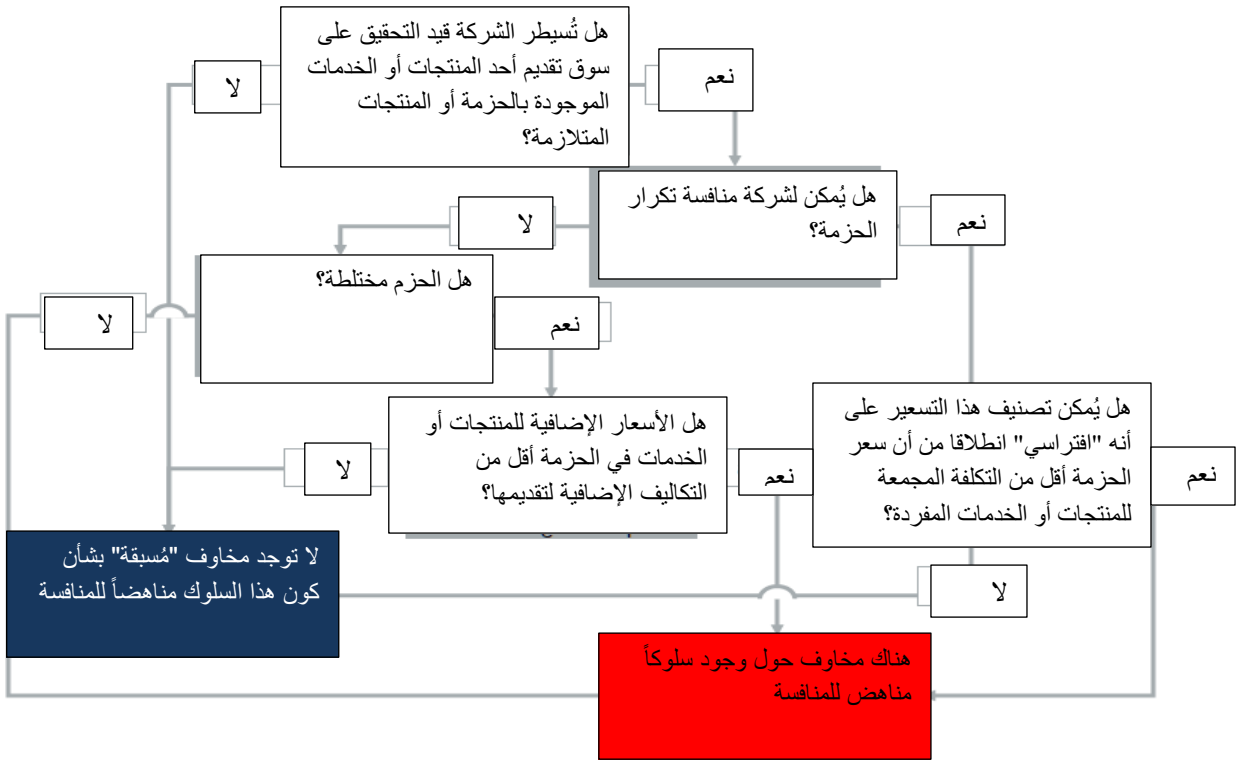 هل تُسيطر الشركة قيد التحقيق على
سوق تقديم أحد المنتجات أو الخدمات
الموجودة بالحزمة أو المنتجات
المتلازمة؟
نعم
لا
هل يُمكن لشركة منافسة تكرار
الحزمة؟
نعم
لا
هل الحزم مختلطة؟
نعم
لا
هل يُمكن تصنيف هذا التسعير على
أنه "افتراسي" انطلاقا من أن سعر
الحزمة أقل من التكلفة المجمعة
للمنتجات أو الخدمات المفردة؟
نعم
هل الأسعار الإضافية للمنتجات أو
الخدمات في الحزمة أقل من
التكاليف الإضافية لتقديمها؟
نعم
لا
لا توجد مخاوف "مُسبقة" بشأن
كون هذا السلوك مناهضاً للمنافسة
لا
هناك مخاوف حول وجود سلوكاً
مناهض للمنافسة